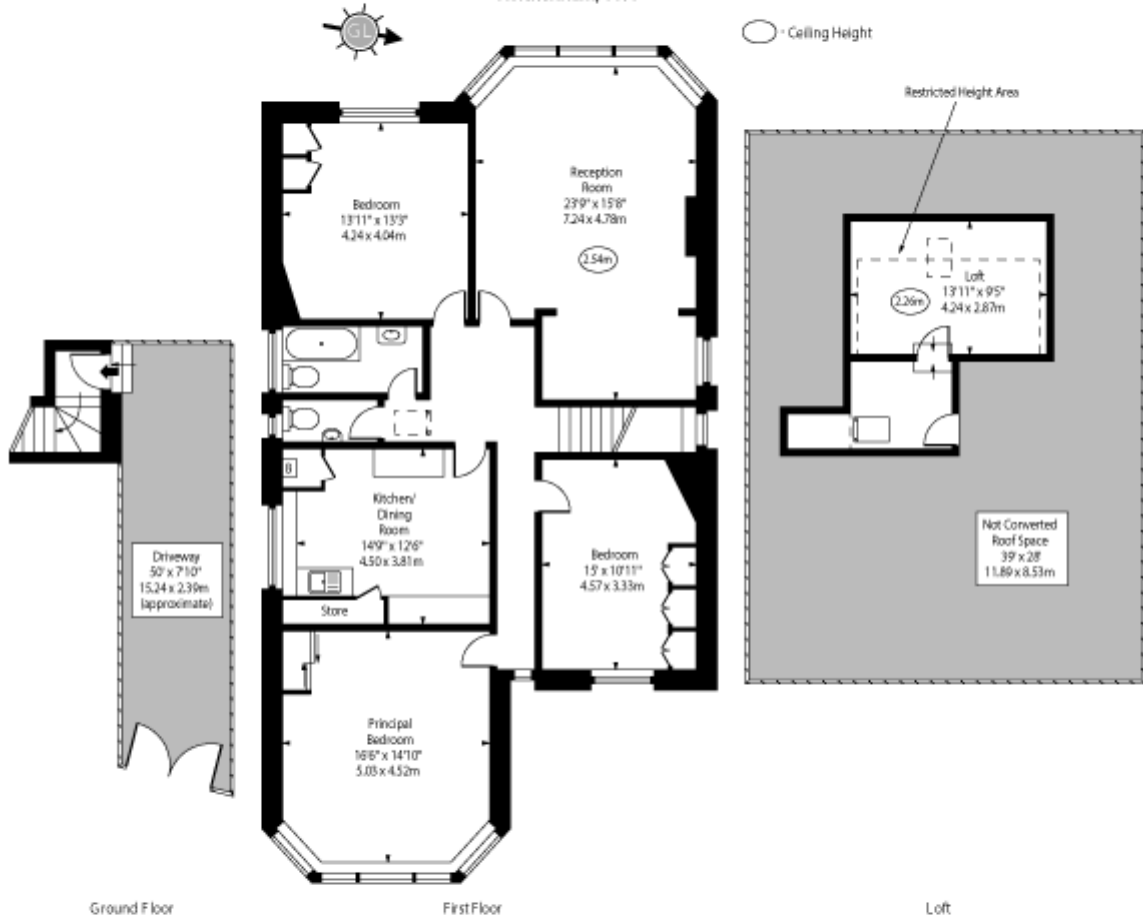 GL
Ceiling Height
Restricted Height Area
Reception
Room
23'9" x 15'8"
7.24 x 4.78m
2.54m
Bedroom
13'11" x 13'3"
4.24 x 4.04m
Loft
13'11" x 9'5"
4.24 x 2.87m
2.26m
B
Kitchen/
Dining
Room
14'9" x 12'6"
4.50 x 3.81m
Store
Driveway
50' x 7'10"
15.24 x 2.39m
(approximate)
Bedroom
15' x 10'11"
4.57 x 3.33m
Not Converted
Roof Space
39' x 28'
11.89 x 8.53m
Principal
Bedroom
16'6" x 14'10"
5.03 x 4.52m
Ground Floor
First Floor
Loft